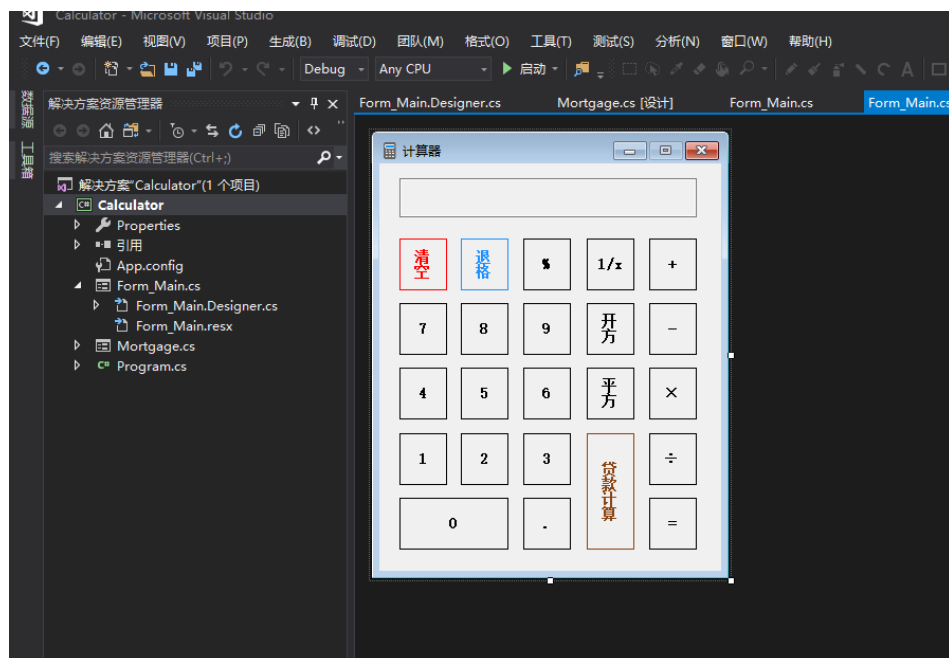 Calculator - Microsoft Visual Studio
文件(F) 编辑(E) 视图(V) 项目(P) 生成(B) 调试(D) 团队(M) 格式(O) 工具(T) 测试(S) 分析(N) 窗口(W) 帮助(H)
Debug Any CPU 启动
数据源
工具箱
解决方案资源管理器
搜索解决方案资源管理器(Ctrl+;)
解决方案"Calculator"(1 个项目)
Calculator
Properties
引用
App.config
Form_Main.cs
Form_Main.Designer.cs
Form_Main.resx
Mortgage.cs
Program.cs
Form_Main.Designer.cs Mortgage.cs [设计] Form_Main.cs Form_Main.cs
计算器
清空 退格 % 1/x +
7 8 9 开方 -
4 5 6 平方 ×
1 2 3 贷款计算 ÷
0 . =